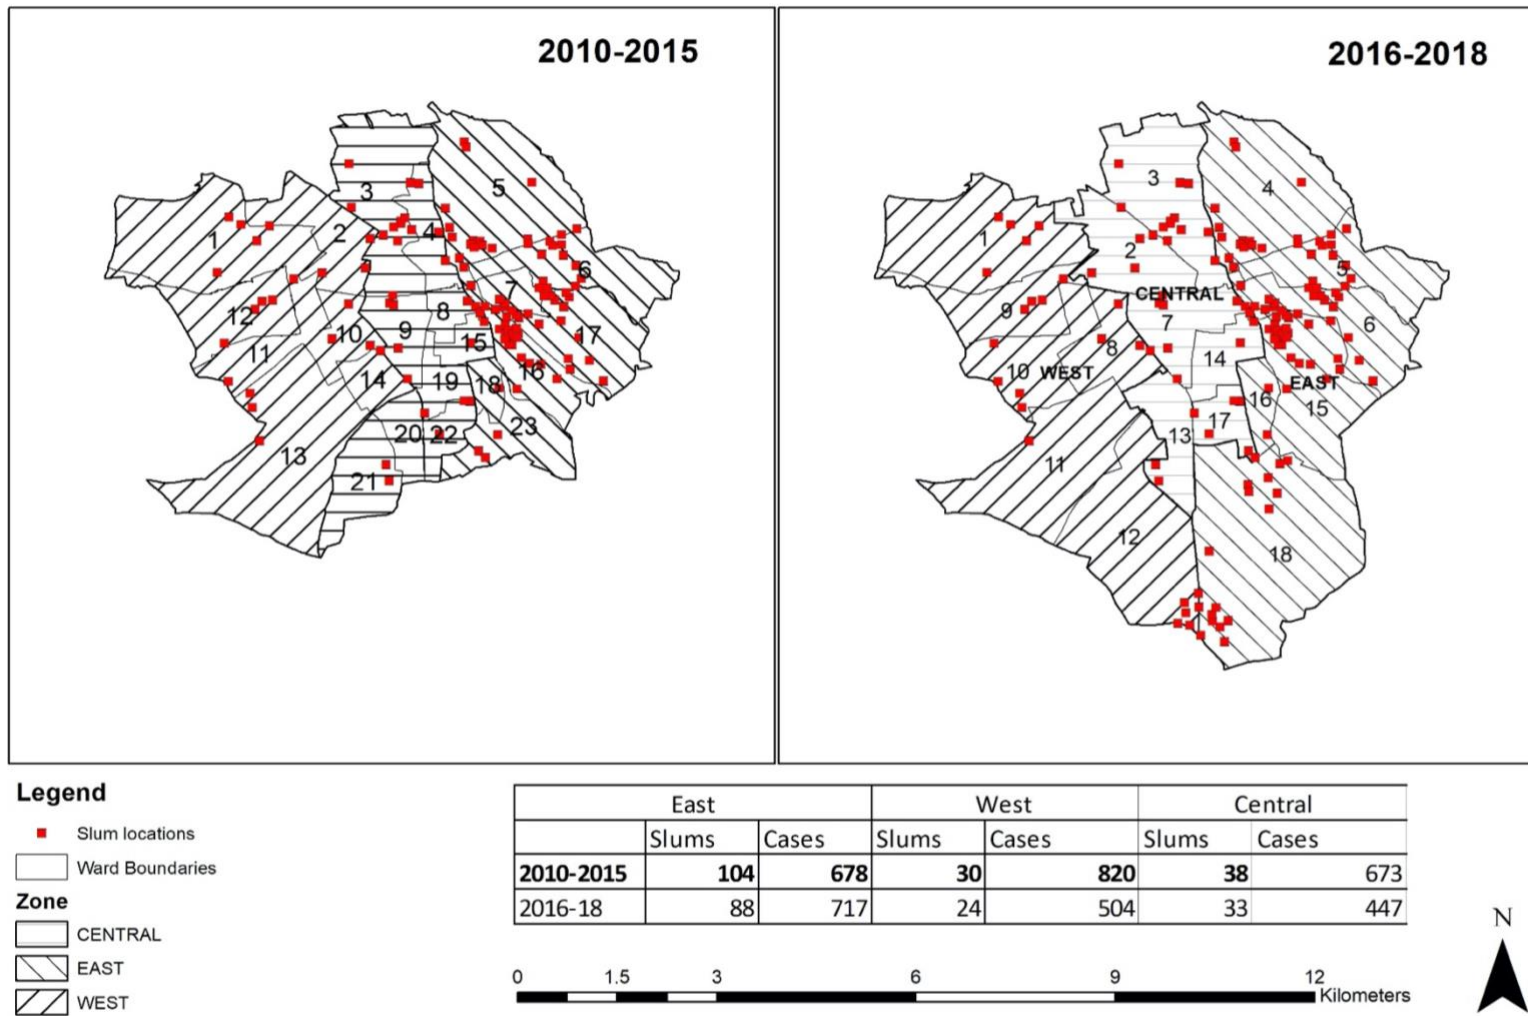 2010-2015
3
5
1
2
4
6
7
12
8
17
10
9
15
11
16
14
19
18
20
22
23
13
21
2016-2018
3
4
1
2
5
CENTRAL
9
7
6
8
14
10
WEST
EAST
16
15
17
13
11
12
18
Legend
Slum locations
Ward Boundaries
Zone
CENTRAL
EAST
WEST
East West Central
Slums Cases Slums Cases Slums Cases
2010-2015 104 678 30 820 38 673
2016-18 88 717 24 504 33 447
0 1.5 3 6 9 12
Kilometers
N